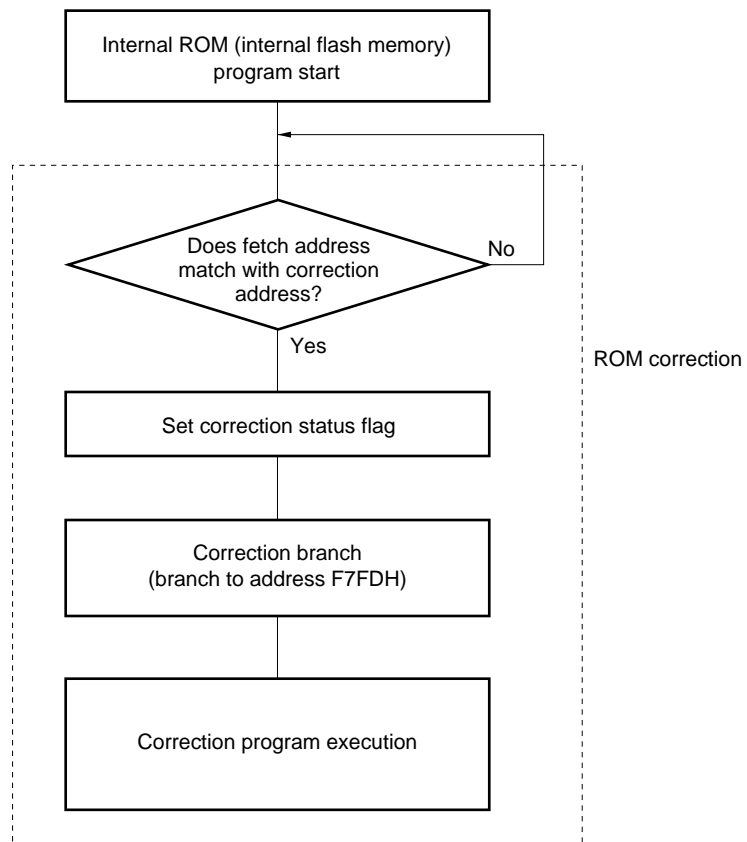 Internal ROM (internal flash memory)
program start
Does fetch address
match with correction
address?
No
Yes
ROM correction
Set correction status flag
Correction branch
(branch to address F7FDH)
Correction program execution